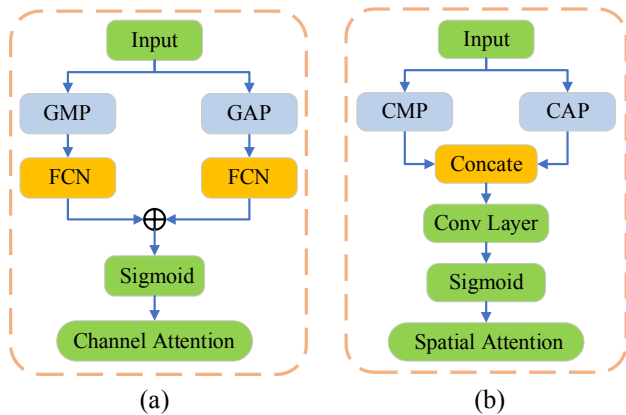 Input
GMP
GAP
FCN
FCN
Sigmoid
Channel Attention
(a)
Input
CMP
CAP
Concate
Conv Layer
Sigmoid
Spatial Attention
(b)